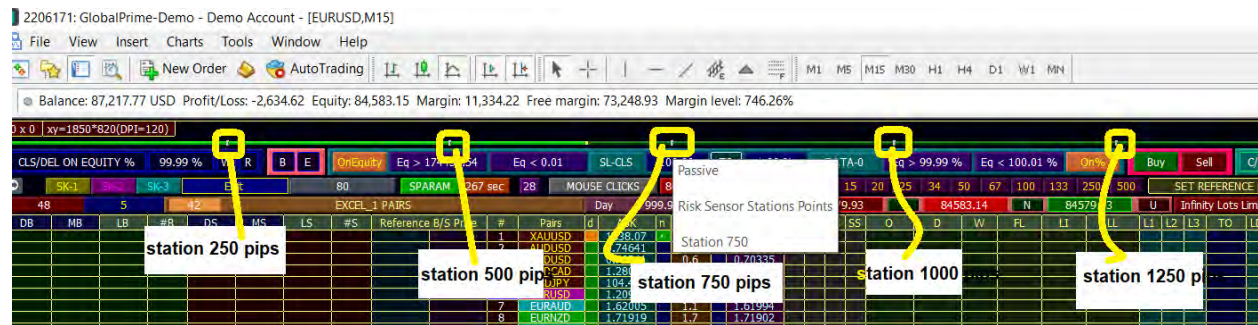 2206171: GlobalPrime-Demo - Demo Account - [EURUSD,M15]
File View Insert Charts Tools Window Help
New Order AutoTrading M1 M5 M15 M30 H1 H4 D1 W1 MN
Balance: 87,217.77 USD Profit/Loss: -2,634.62 Equity: 84,583.15 Margin: 11,334.22 Free margin: 73,248.93 Margin level: 746.26%
0 x 0 xy=1850*820(DPI=120)
CLS/DEL ON EQUITY % 99.99 % R B E OnEquity Eq < 0.01 SL-CLS Eq > 99.99 % Eq < 100.01 % On% Buy Sell
Passive
SK-1 SK-3 80 SPARAM 267 sec 28 MOUSE CLICKS 15 20 25 34 50 67 100 133 250 500 SET REFERENCE
Risk Sensor Stations Points
48 5 42 EXCEL_1 PAIRS Day 84583.14 N U Infinity Lots Lim
DB MB LB #B DS MS LS #S Reference B/S Price # Pairs d ASK n SS O D W FL LI LL L1 L2 L3 TO
Station 750
1 XAUUSD
station 250 pips
station 500 pips
station 750 pips
station 1000
station 1250 pi
7 EURAUD 1.62005 1.1 1.61994
8 EURNZD 1.71919 1.7 1.71902